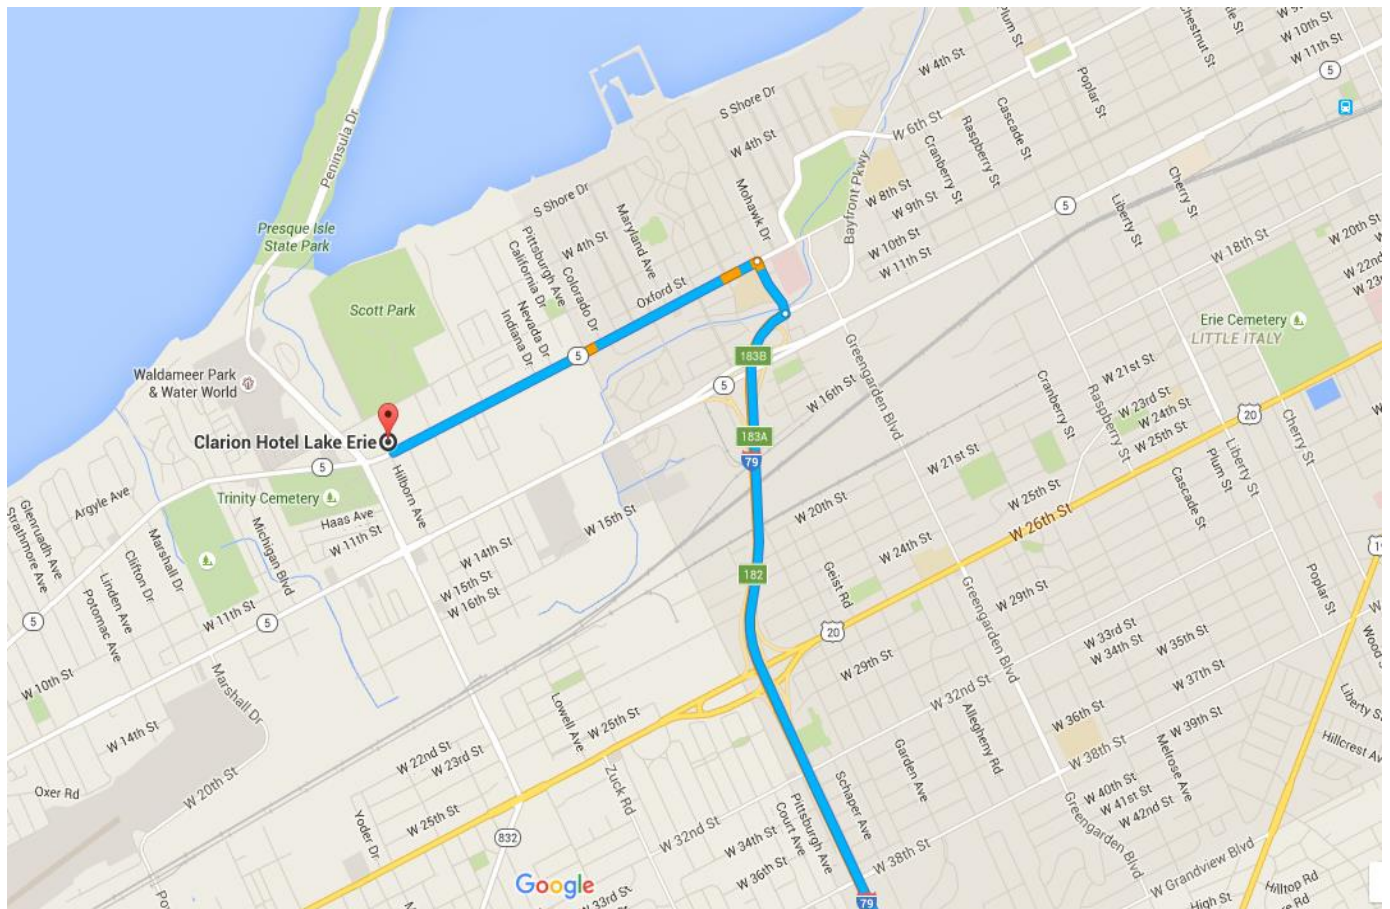 Plum St
Chestnut St
W 10th St
W 11th St
W 4th St
5
Poplar St
S Shore Dr
Cascade St
W 6th St
Raspberry St
Cranberry St
W 4th St
Peninsula Dr
Bayfront Pkwy
W 8th St
W 9th St
Cherry St
Liberty St
5
Mohawk Dr
S Shore Dr
Maryland Ave
Presque Isle
State Park
Pittsburgh Ave
W 4th St
California Dr
Colorado Dr
W 10th St
W 11th St
W 18th St
W 20th St
W 22nd
Oxford St
Scott Park
Nevada Dr
Indiana Dr
5
Erie Cemetery
LITTLE ITALY
183B
Greengarden Blvd
Waldameer Park
& Water World
5
W 16th St
W 21st St
Cranberry St
Raspberry St
W 23rd St
W 24th St
W 25th St
20
Cherry St
Clarion Hotel Lake Erie
183A
79
5
W 21st St
Plum St
Liberty St
Hilborn Ave
Trinity Cemetery
Argyle Ave
Glenruadh Ave
Strathmore Ave
Haas Ave
W 11th St
W 15th St
W 20th St
W 25th St
W 26th St
Cascade St
Michigan Blvd
Marshall Dr
Clifton Dr
Linden Ave
Potomac Ave
W 14th St
W 15th St
W 16th St
W 24th St
182
Geist Rd
Greengarden Blvd
W 29th St
Poplar St
W 11th St
5
5
20
W 33rd St
W 34th St
W 35th St
W 37th St
W 10th St
Marshall Dr
W 29th St
W 32nd St
Allegheny Rd
Liberty St
W 14th St
Lowell Ave
W 25th St
W 36th St
W 38th St
W 39th St
Melrose Ave
Hillcrest Av
W 22nd St
W 23rd St
Garden Ave
Schaper Ave
Oxer Rd
W 20th St
Zuck Rd
W 40th St
W 41st St
W 42nd St
Greengarden Blvd
W 25th St
832
W 32nd St
W 34th St
W 36th St
Pittsburgh Ave
Court Ave
W 38th St
Yoder Dr
Google
W 33rd St
79
W Grandview Blvd
High St
Hilltop Rd